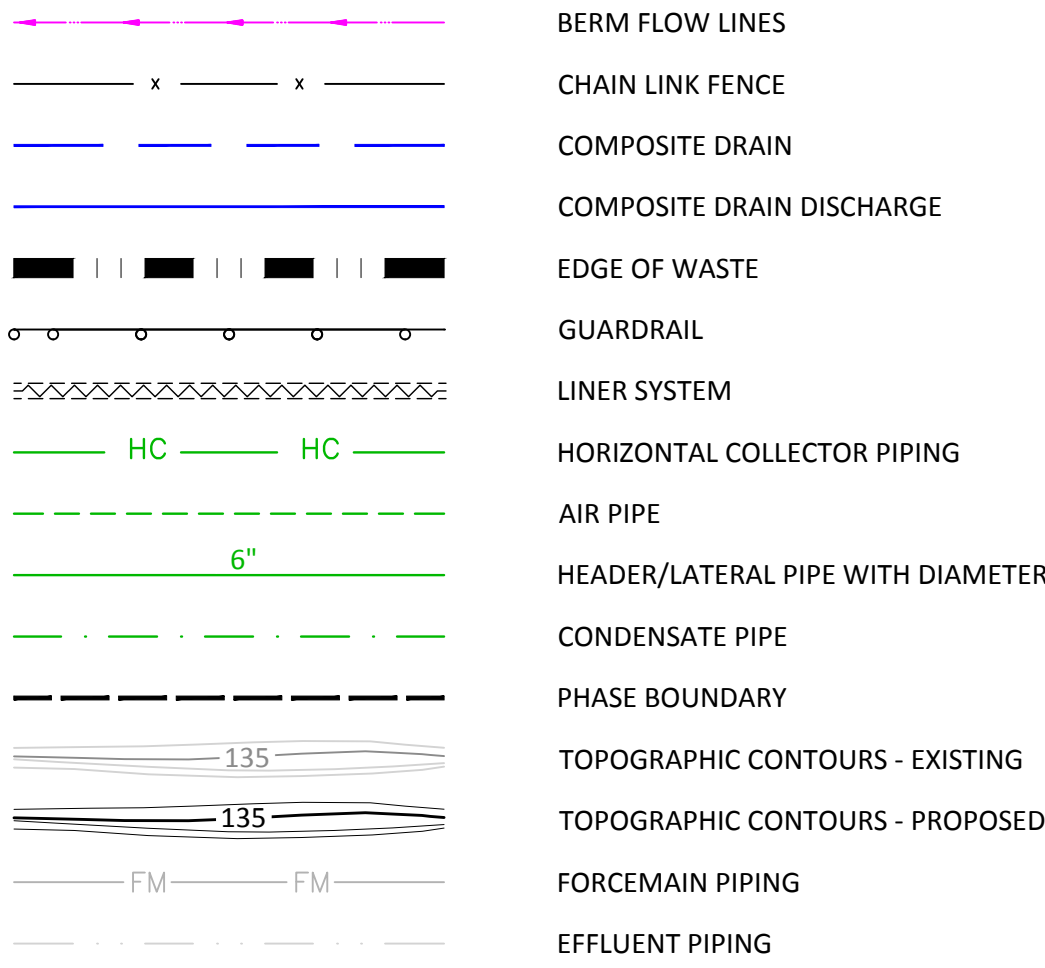 BERM FLOW LINES
x x CHAIN LINK FENCE
COMPOSITE DRAIN
COMPOSITE DRAIN DISCHARGE
EDGE OF WASTE
GUARDRAIL
LINER SYSTEM
HC HC HORIZONTAL COLLECTOR PIPING
AIR PIPE
6" HEADER/LATERAL PIPE WITH DIAMETER
CONDENSATE PIPE
PHASE BOUNDARY
135 TOPOGRAPHIC CONTOURS - EXISTING
135 TOPOGRAPHIC CONTOURS - PROPOSED
FM FM FORCEMAIN PIPING
EFFLUENT PIPING